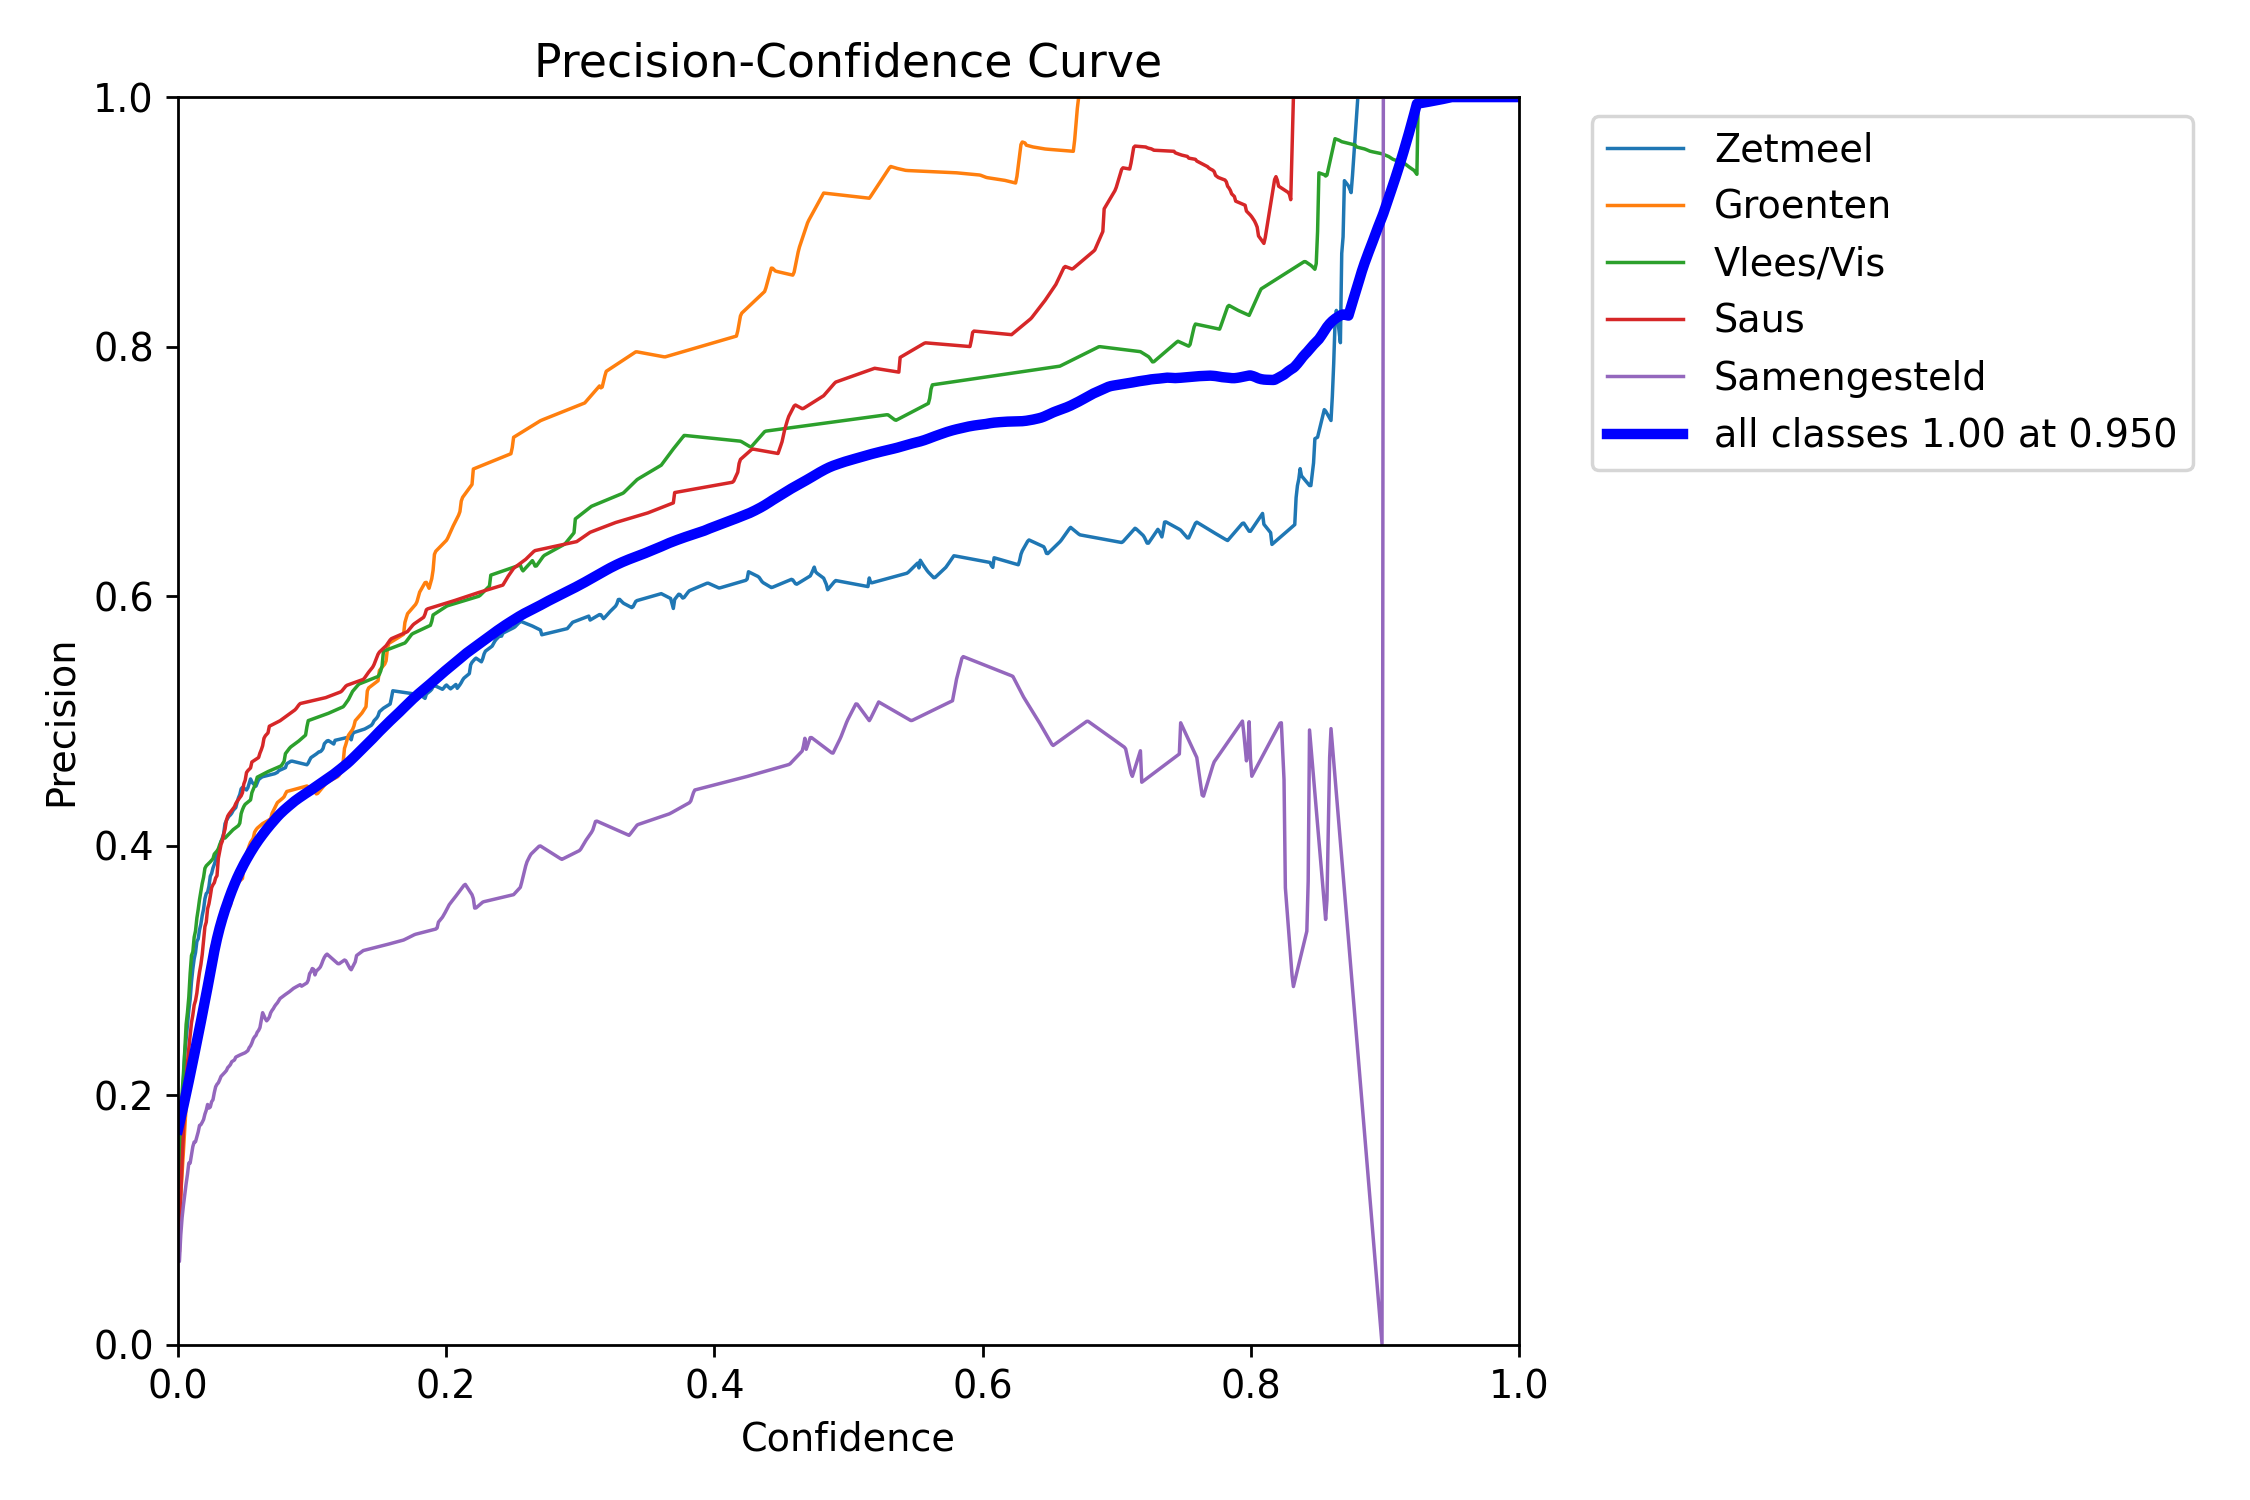 Precision-Confidence Curve
1.0
0.8
0.6
0.4
0.2
0.0
Precision
0.0 0.2 0.4 0.6 0.8 1.0
Confidence
Zetmeel
Groenten
Vlees/Vis
Saus
Samengesteld
all classes 1.00 at 0.950